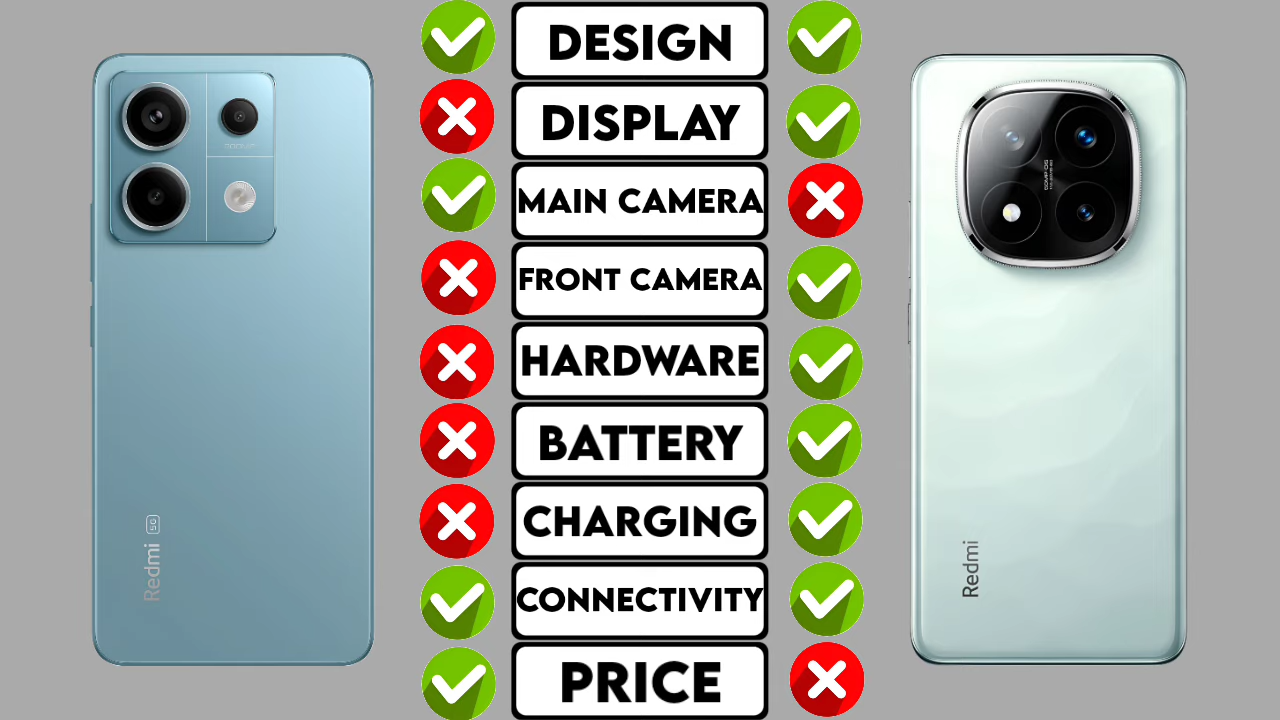 DESIGN
DISPLAY
MAIN CAMERA
FRONT CAMERA
HARDWARE
BATTERY
CHARGING
CONNECTIVITY
PRICE
Redmi 5G
Redmi